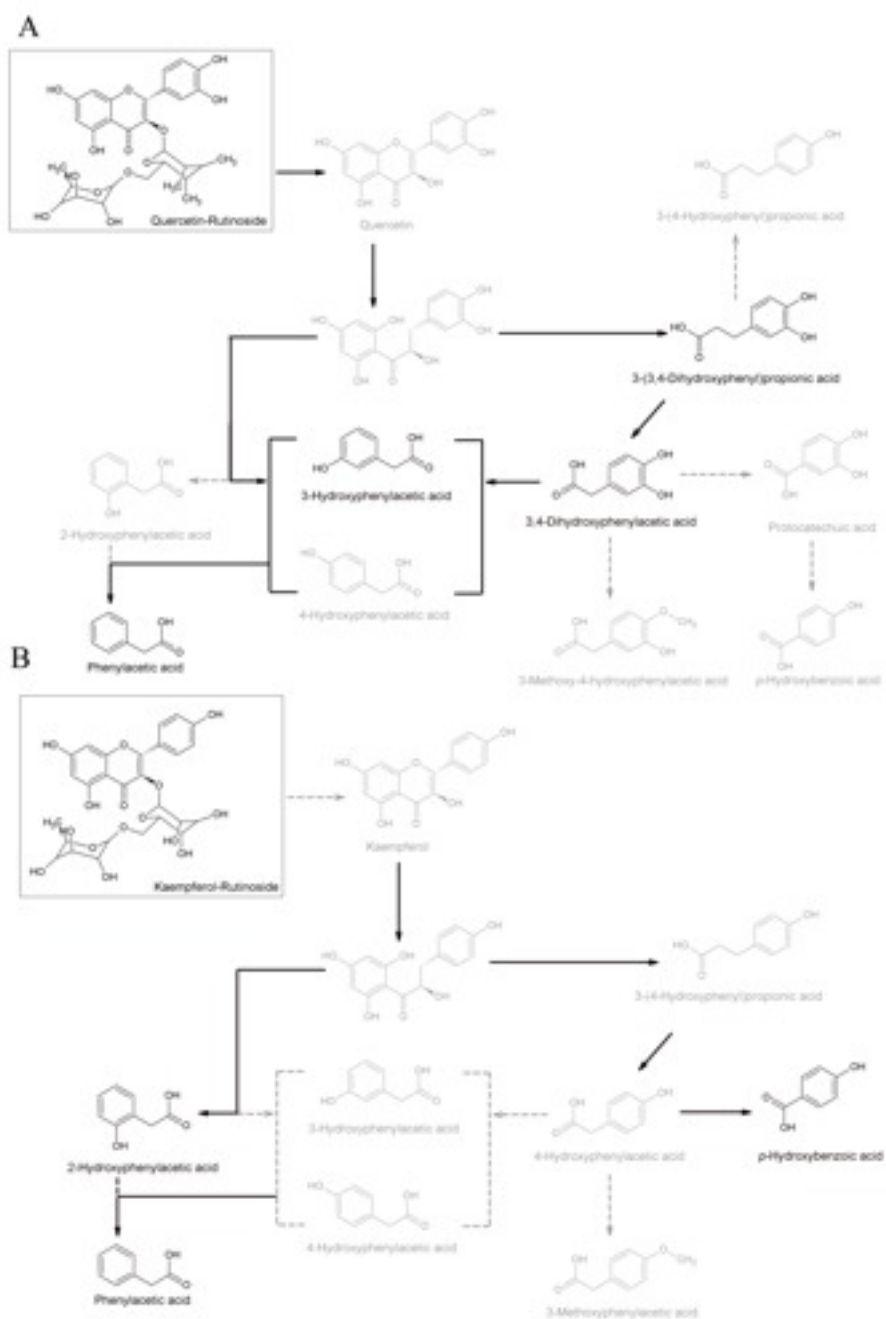 A
Quercetin-Rutinoside
Quercetin
3-(4-Hydroxyphenyl)propionic acid
3-(3,4-Dihydroxyphenyl)propionic acid
3-Hydroxyphenylacetic acid
2-Hydroxyphenylacetic acid
3,4-Dihydroxyphenylacetic acid
Protocatechuic acid
4-Hydroxyphenylacetic acid
Phenylacetic acid
3-Methoxy-4-hydroxyphenylacetic acid
p-Hydroxybenzoic acid
B
Kaempferol-Rutinoside
Kaempferol
3-(4-Hydroxyphenyl)propionic acid
3-Hydroxyphenylacetic acid
2-Hydroxyphenylacetic acid
4-Hydroxyphenylacetic acid
p-Hydroxybenzoic acid
4-Hydroxyphenylacetic acid
Phenylacetic acid
3-Methoxyphenylacetic acid